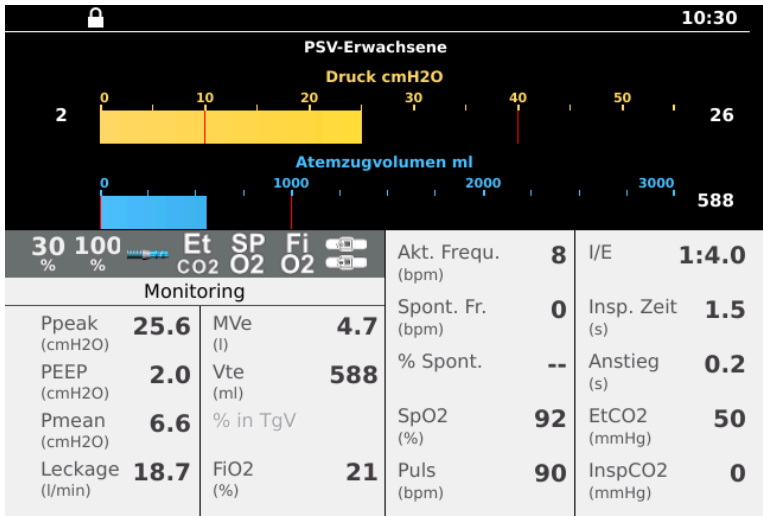 10:30
PSV-Erwachsene
Druck cmH2O
0 10 20 30 40 50
2 26
Atemzugvolumen ml
0 1000 2000 3000
588
30 % 100 % Et CO2 SP O2 Fi O2
Monitoring
Ppeak (cmH2O) 25.6
PEEP (cmH2O) 2.0
Pmean (cmH2O) 6.6
Leckage (l/min) 18.7
MVe (l) 4.7
Vte (ml) 588
% in TgV
FiO2 (%) 21
Akt. Frequ. (bpm) 8
Spont. Fr. (bpm) 0
% Spont. --
SpO2 (%) 92
Puls (bpm) 90
I/E 1:4.0
Insp. Zeit (s) 1.5
Anstieg (s) 0.2
EtCO2 (mmHg) 50
InspCO2 (mmHg) 0